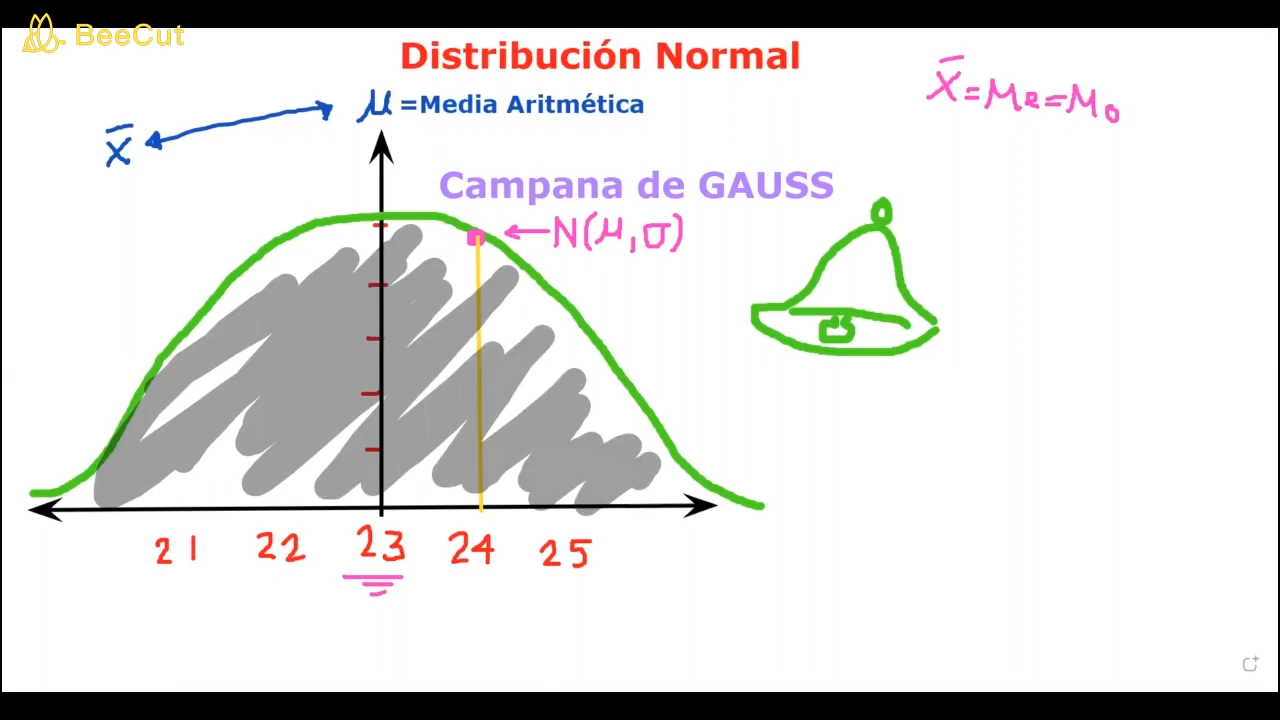 BeeCut
Distribución Normal
X̄ = Me = Mo
μ =Media Aritmética
X̄
Campana de GAUSS
N(μ, σ)
21 22 23 24 25